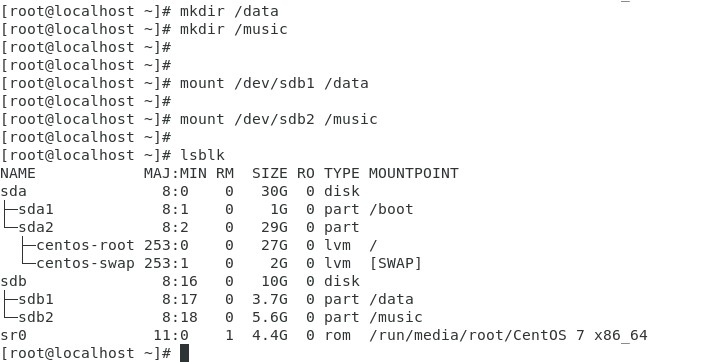 [root@localhost ~]# mkdir /data
[root@localhost ~]# mkdir /music
[root@localhost ~]#
[root@localhost ~]#
[root@localhost ~]# mount /dev/sdb1 /data
[root@localhost ~]#
[root@localhost ~]# mount /dev/sdb2 /music
[root@localhost ~]#
[root@localhost ~]# lsblk
NAME            MAJ:MIN RM  SIZE RO TYPE MOUNTPOINT
sda               8:0    0   30G  0 disk
├─sda1            8:1    0    1G  0 part /boot
└─sda2            8:2    0   29G  0 part
  ├─centos-root 253:0    0   27G  0 lvm  /
  └─centos-swap 253:1    0    2G  0 lvm  [SWAP]
sdb               8:16   0   10G  0 disk
├─sdb1            8:17   0  3.7G  0 part /data
└─sdb2            8:18   0  5.6G  0 part /music
sr0              11:0    1  4.4G  0 rom  /run/media/root/CentOS 7 x86_64
[root@localhost ~]#